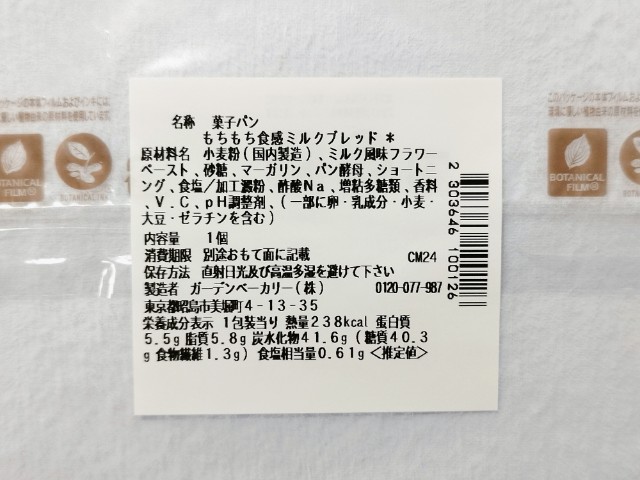 名称 菓子パン
もちもち食感ミルクブレッド＊
原材料名 小麦粉(国内製造)、ミルク風味フラワー
ペースト、砂糖、マーガリン、パン酵母、ショートニ
ング、食塩／加工澱粉、酢酸Ｎａ、増粘多糖類、香料
、Ｖ．Ｃ、ｐＨ調整剤、(一部に卵・乳成分・小麦・
大豆・ゼラチンを含む)
内容量 １個
消費期限 別途おもて面に記載 CM24
保存方法 直射日光及び高温多湿を避けて下さい
製造者 ガーデンベーカリー(株) 0120-077-987
東京都昭島市美堀町４-１３-３５
栄養成分表示 １包装当り 熱量238kcal 蛋白質
5.5g 脂質5.8g 炭水化物41.6g (糖質40.3
g 食物繊維1.3g) 食塩相当量0.61g <推定値>
2 303646 100126
BOTANICAL
FILM
BOTANICAL INK
BOTANICAL
FILM